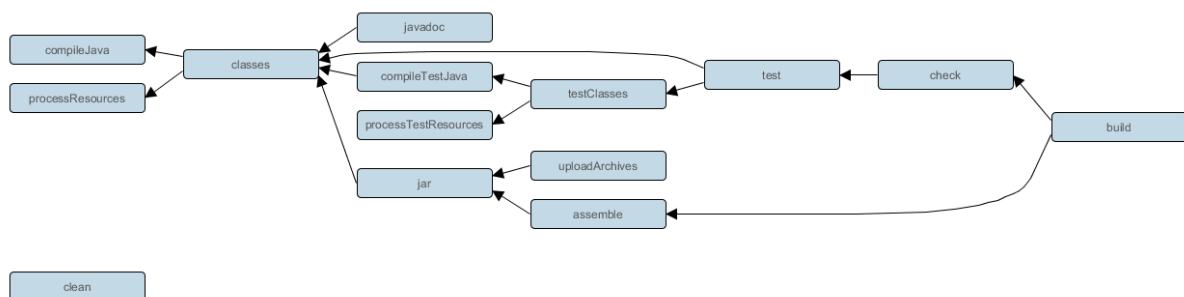 javadoc
compileJava
classes
compileTestJava
test
check
processResources
testClasses
processTestResources
build
uploadArchives
jar
assemble
clean